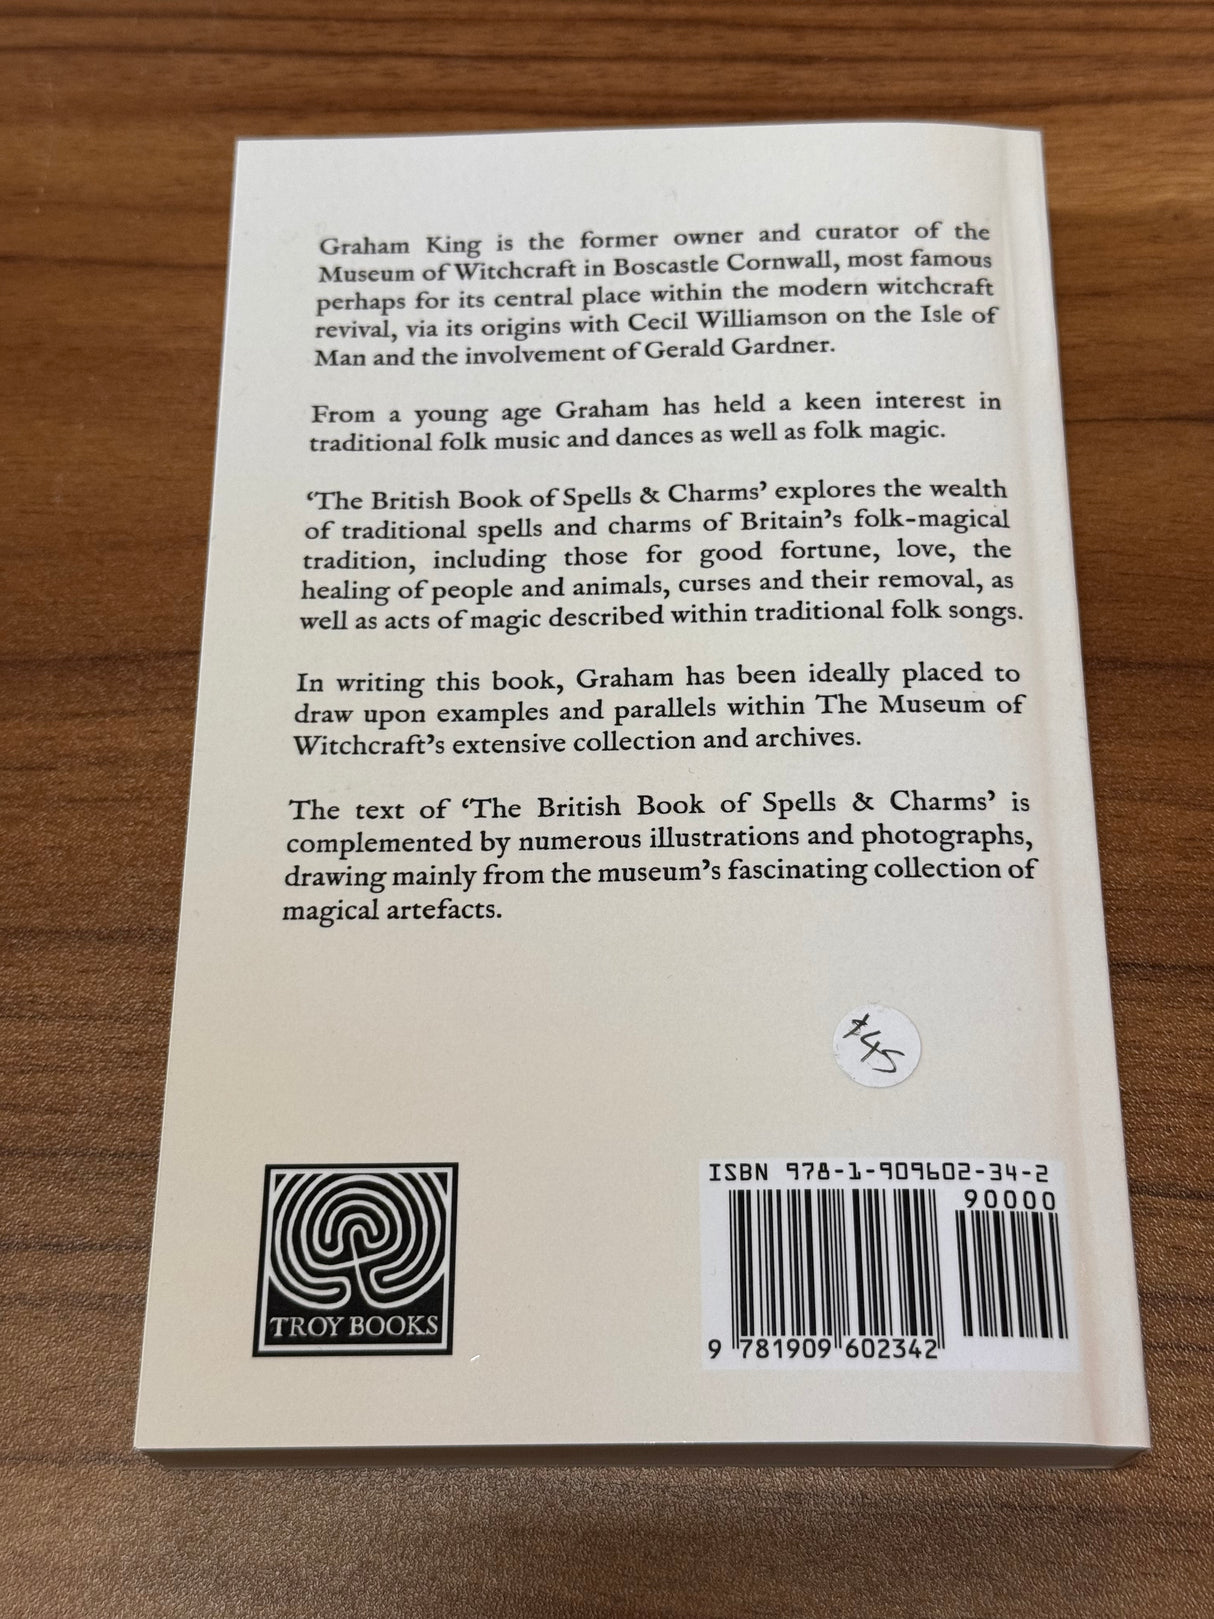 Graham King is the former owner and curator of the
Museum of Witchcraft in Boscastle Cornwall, most famous
perhaps for its central place within the modern witchcraft
revival, via its origins with Cecil Williamson on the Isle of
Man and the involvement of Gerald Gardner.
From a young age Graham has held a keen interest in
traditional folk music and dances as well as folk magic.
‘The British Book of Spells & Charms’ explores the wealth
of traditional spells and charms of Britain’s folk-magical
tradition, including those for good fortune, love, the
healing of people and animals, curses and their removal, as
well as acts of magic described within traditional folk songs.
In writing this book, Graham has been ideally placed to
draw upon examples and parallels within The Museum of
Witchcraft’s extensive collection and archives.
The text of ‘The British Book of Spells & Charms’ is
complemented by numerous illustrations and photographs,
drawing mainly from the museum’s fascinating collection of
magical artefacts.
$45
TROY BOOKS
ISBN 978-1-909602-34-2
90000
9 781909 602342